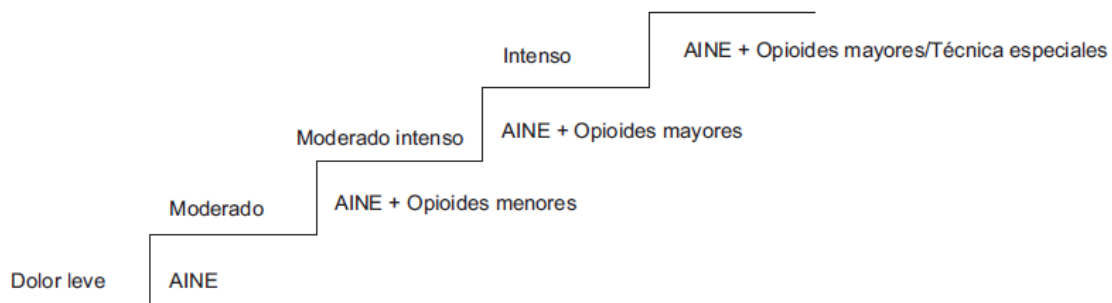 Intenso
AINE + Opioides mayores/Técnica especiales
Moderado intenso
AINE + Opioides mayores
Moderado
AINE + Opioides menores
Dolor leve
AINE